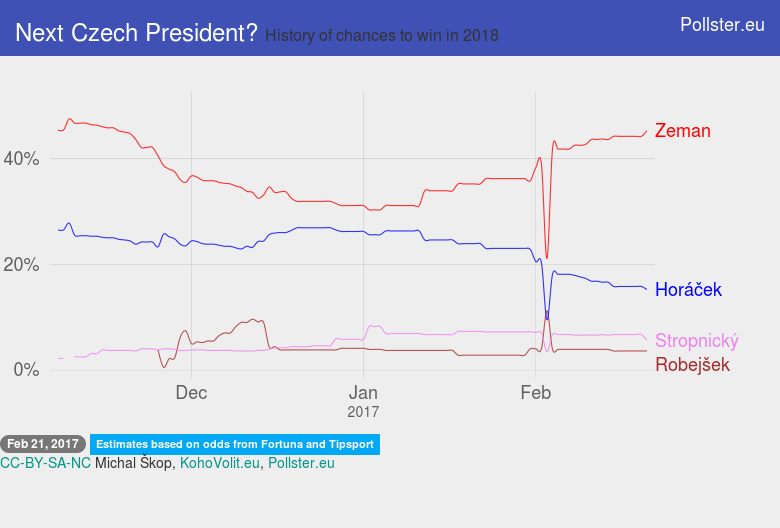 Next Czech President? History of chances to win in 2018
Pollster.eu
Zeman
40%
20%
Horáček
Stropnický
Robejšek
0%
Dec Jan Feb
2017
Feb 21, 2017 Estimates based on odds from Fortuna and Tipsport
CC-BY-SA-NC Michal Škop, KohoVolit.eu, Pollster.eu